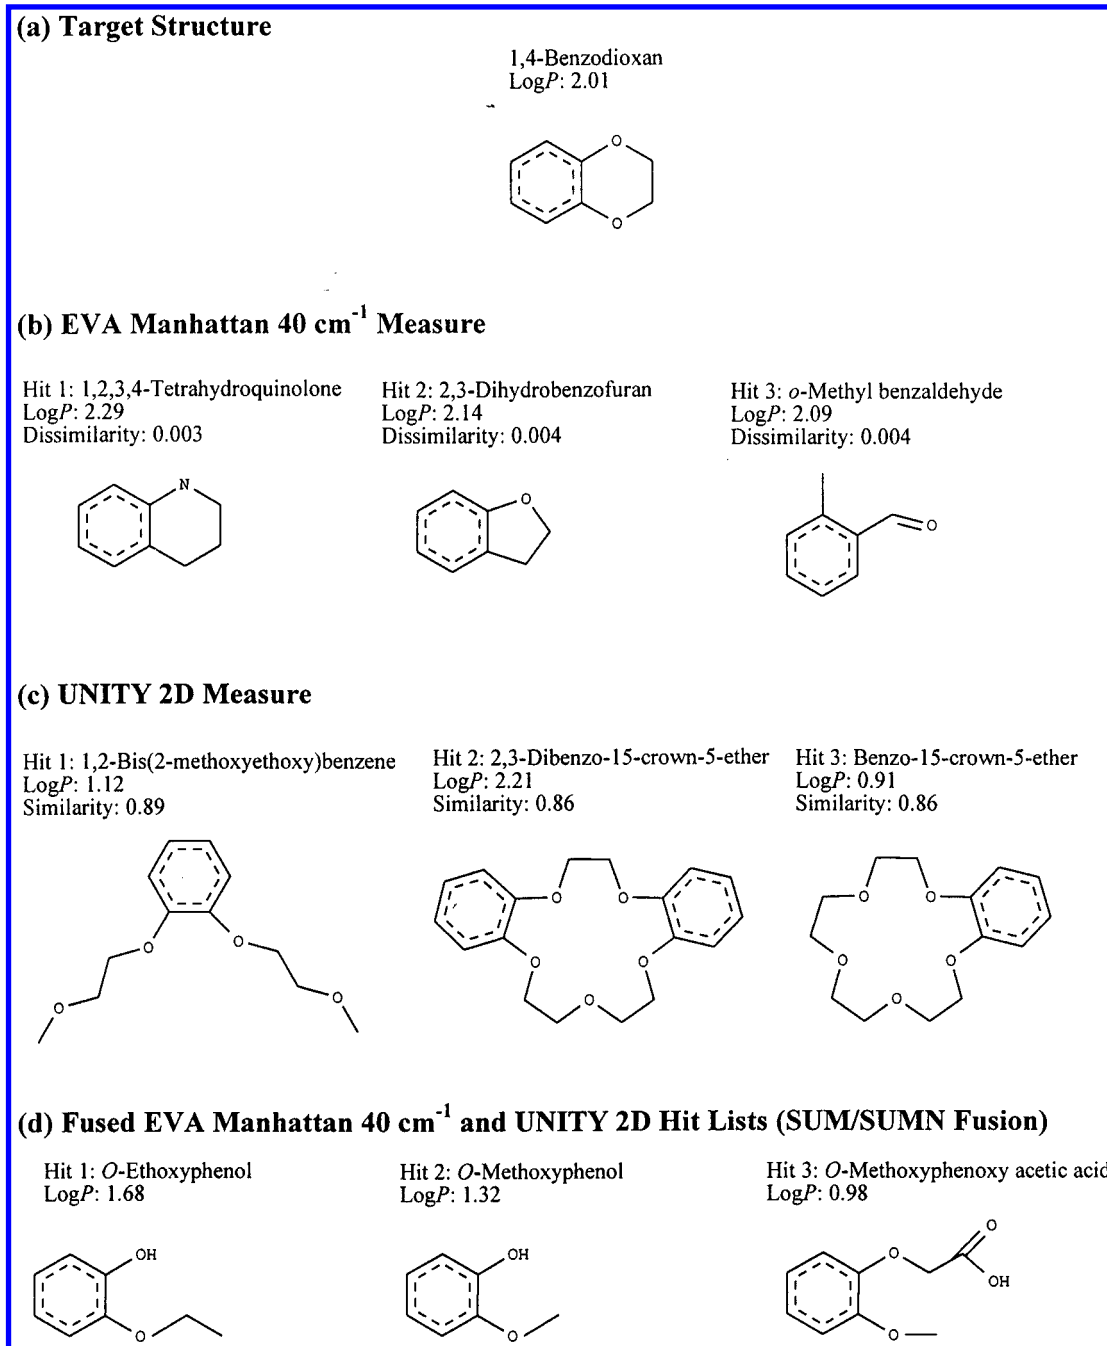 (a) Target Structure
1,4-Benzodioxan
LogP: 2.01
O
O
(b) EVA Manhattan 40 cm⁻¹ Measure
Hit 1: 1,2,3,4-Tetrahydroquinolone
LogP: 2.29
Dissimilarity: 0.003
Hit 2: 2,3-Dihydrobenzofuran
LogP: 2.14
Dissimilarity: 0.004
Hit 3: o-Methyl benzaldehyde
LogP: 2.09
Dissimilarity: 0.004
N
O
O
(c) UNITY 2D Measure
Hit 1: 1,2-Bis(2-methoxyethoxy)benzene
LogP: 1.12
Similarity: 0.89
Hit 2: 2,3-Dibenzo-15-crown-5-ether
LogP: 2.21
Similarity: 0.86
Hit 3: Benzo-15-crown-5-ether
LogP: 0.91
Similarity: 0.86
O
O
O
O
O
O
O
O
O
O
O
O
O
O
(d) Fused EVA Manhattan 40 cm⁻¹ and UNITY 2D Hit Lists (SUM/SUMN Fusion)
Hit 1: O-Ethoxyphenol
LogP: 1.68
Hit 2: O-Methoxyphenol
LogP: 1.32
Hit 3: O-Methoxyphenoxy acetic acid
LogP: 0.98
OH
O
OH
O
O
O
OH
O